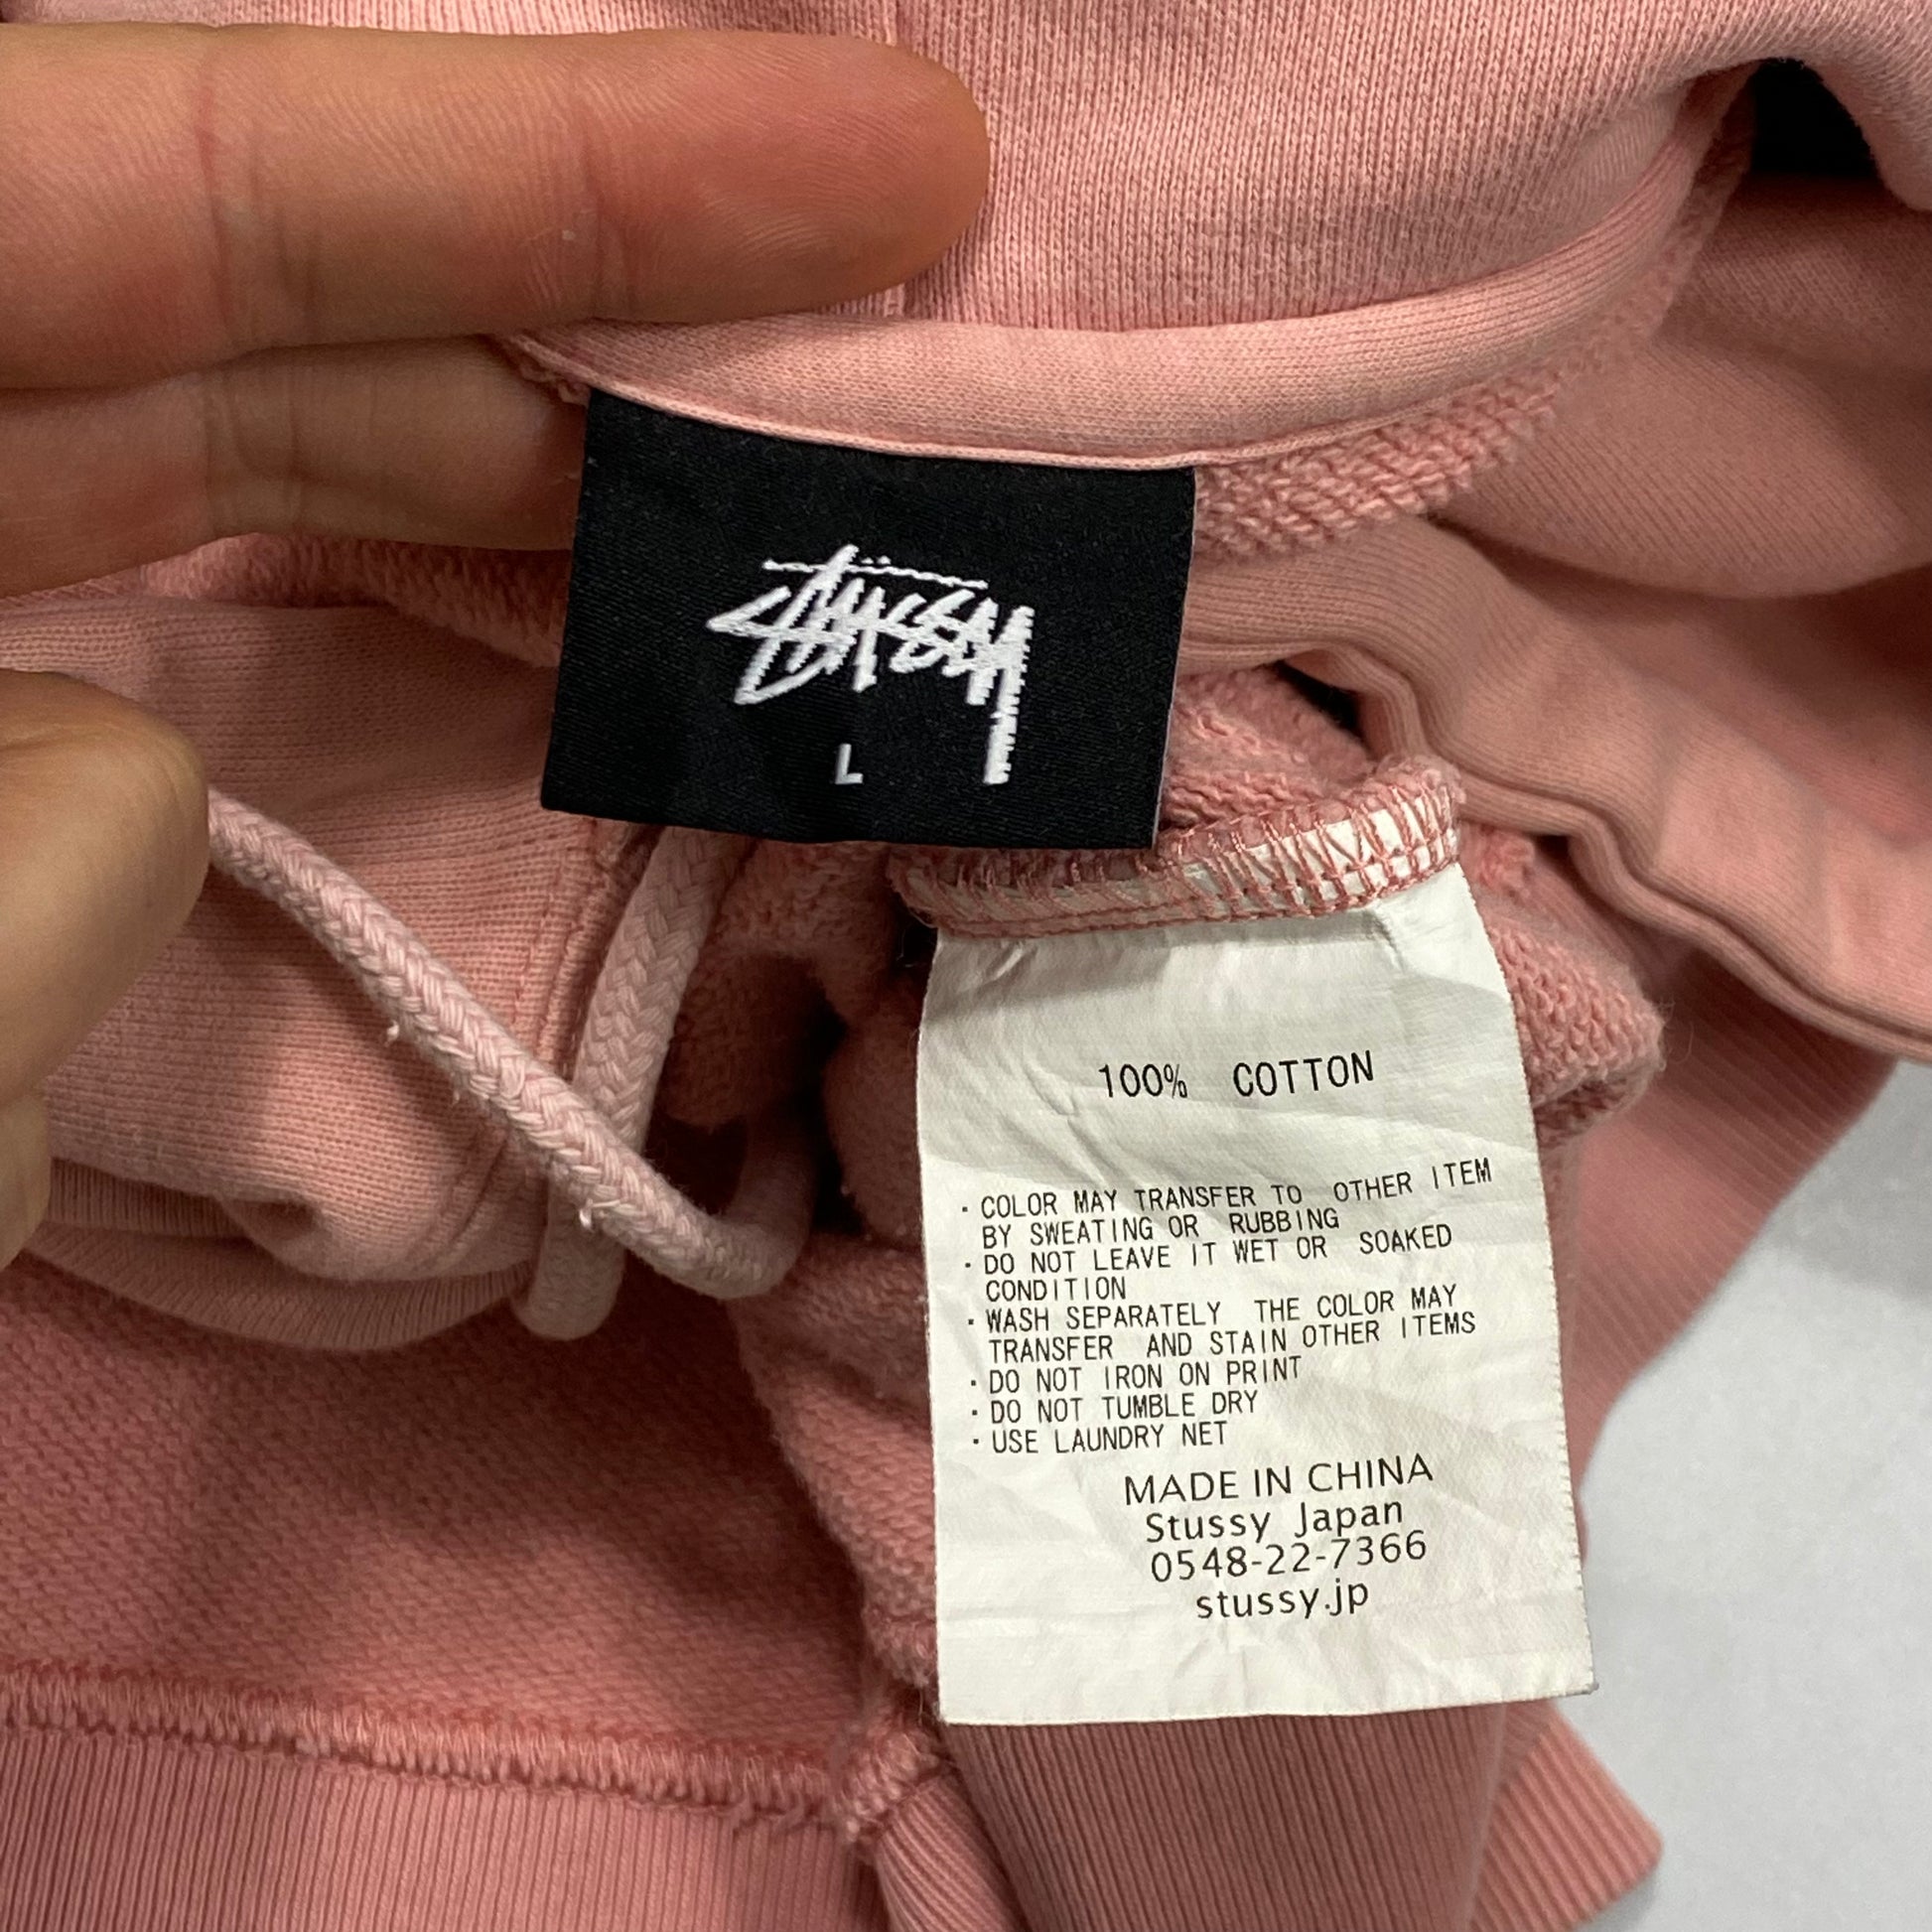 Stüssy
L
100% COTTON
· COLOR MAY TRANSFER TO OTHER ITEM
BY SWEATING OR RUBBING
· DO NOT LEAVE IT WET OR SOAKED
CONDITION
· WASH SEPARATELY THE COLOR MAY
TRANSFER AND STAIN OTHER ITEMS
· DO NOT IRON ON PRINT
· DO NOT TUMBLE DRY
· USE LAUNDRY NET
MADE IN CHINA
Stussy Japan
0548-22-7366
stussy.jp